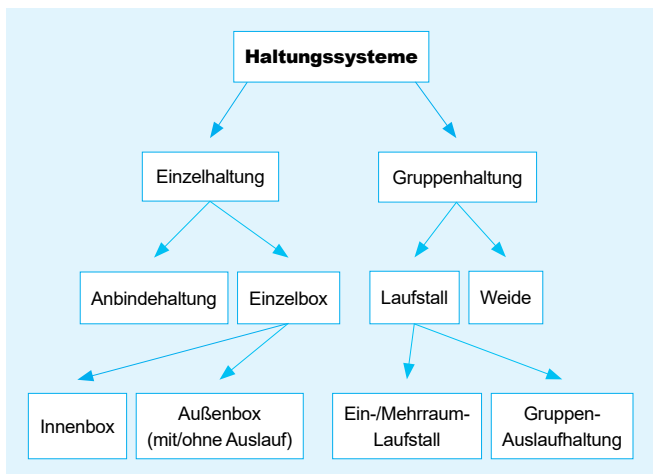 Haltungssysteme
Einzelhaltung
Gruppenhaltung
Anbindehaltung
Einzelbox
Laufstall
Weide
Innenbox
Außenbox
(mit/ohne Auslauf)
Ein-/Mehrraum-
Laufstall
Gruppen-
Auslaufhaltung